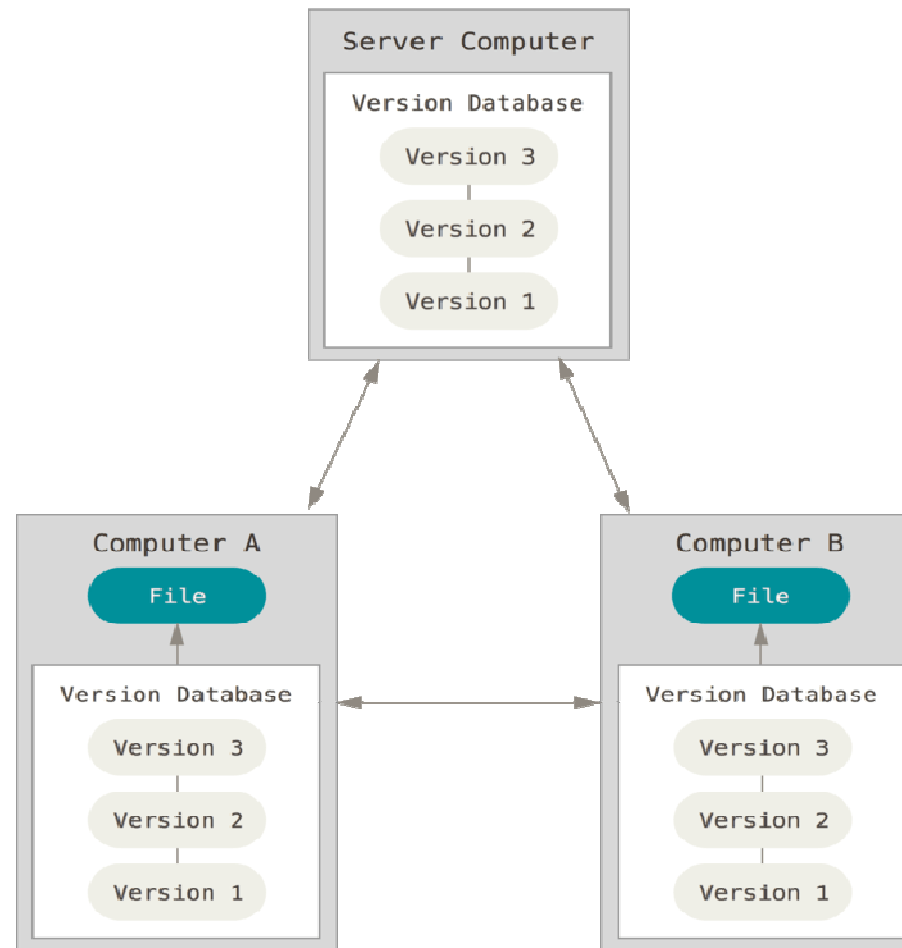 Server Computer
Version Database
Version 3
Version 2
Version 1
Computer A
File
Version Database
Version 3
Version 2
Version 1
Computer B
File
Version Database
Version 3
Version 2
Version 1